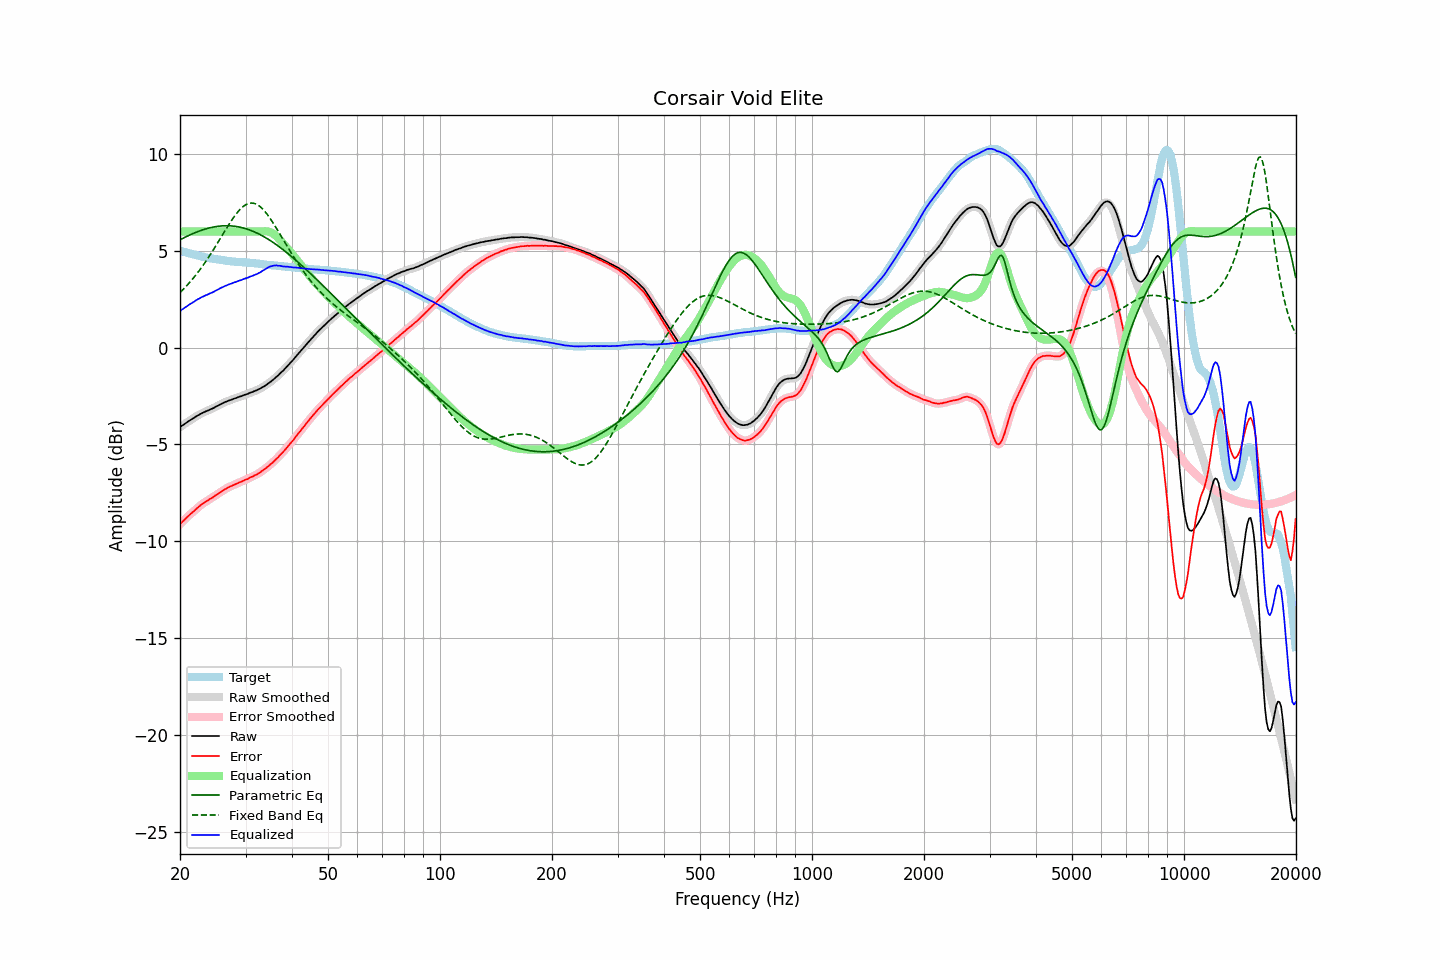 Corsair Void Elite
10
5
0
−5
−10
−15
−20
−25
Amplitude (dBr)
Target
Raw Smoothed
Error Smoothed
Raw
Error
Equalization
Parametric Eq
Fixed Band Eq
Equalized
20 50 100 200 500 1000 2000 5000 10000 20000
Frequency (Hz)